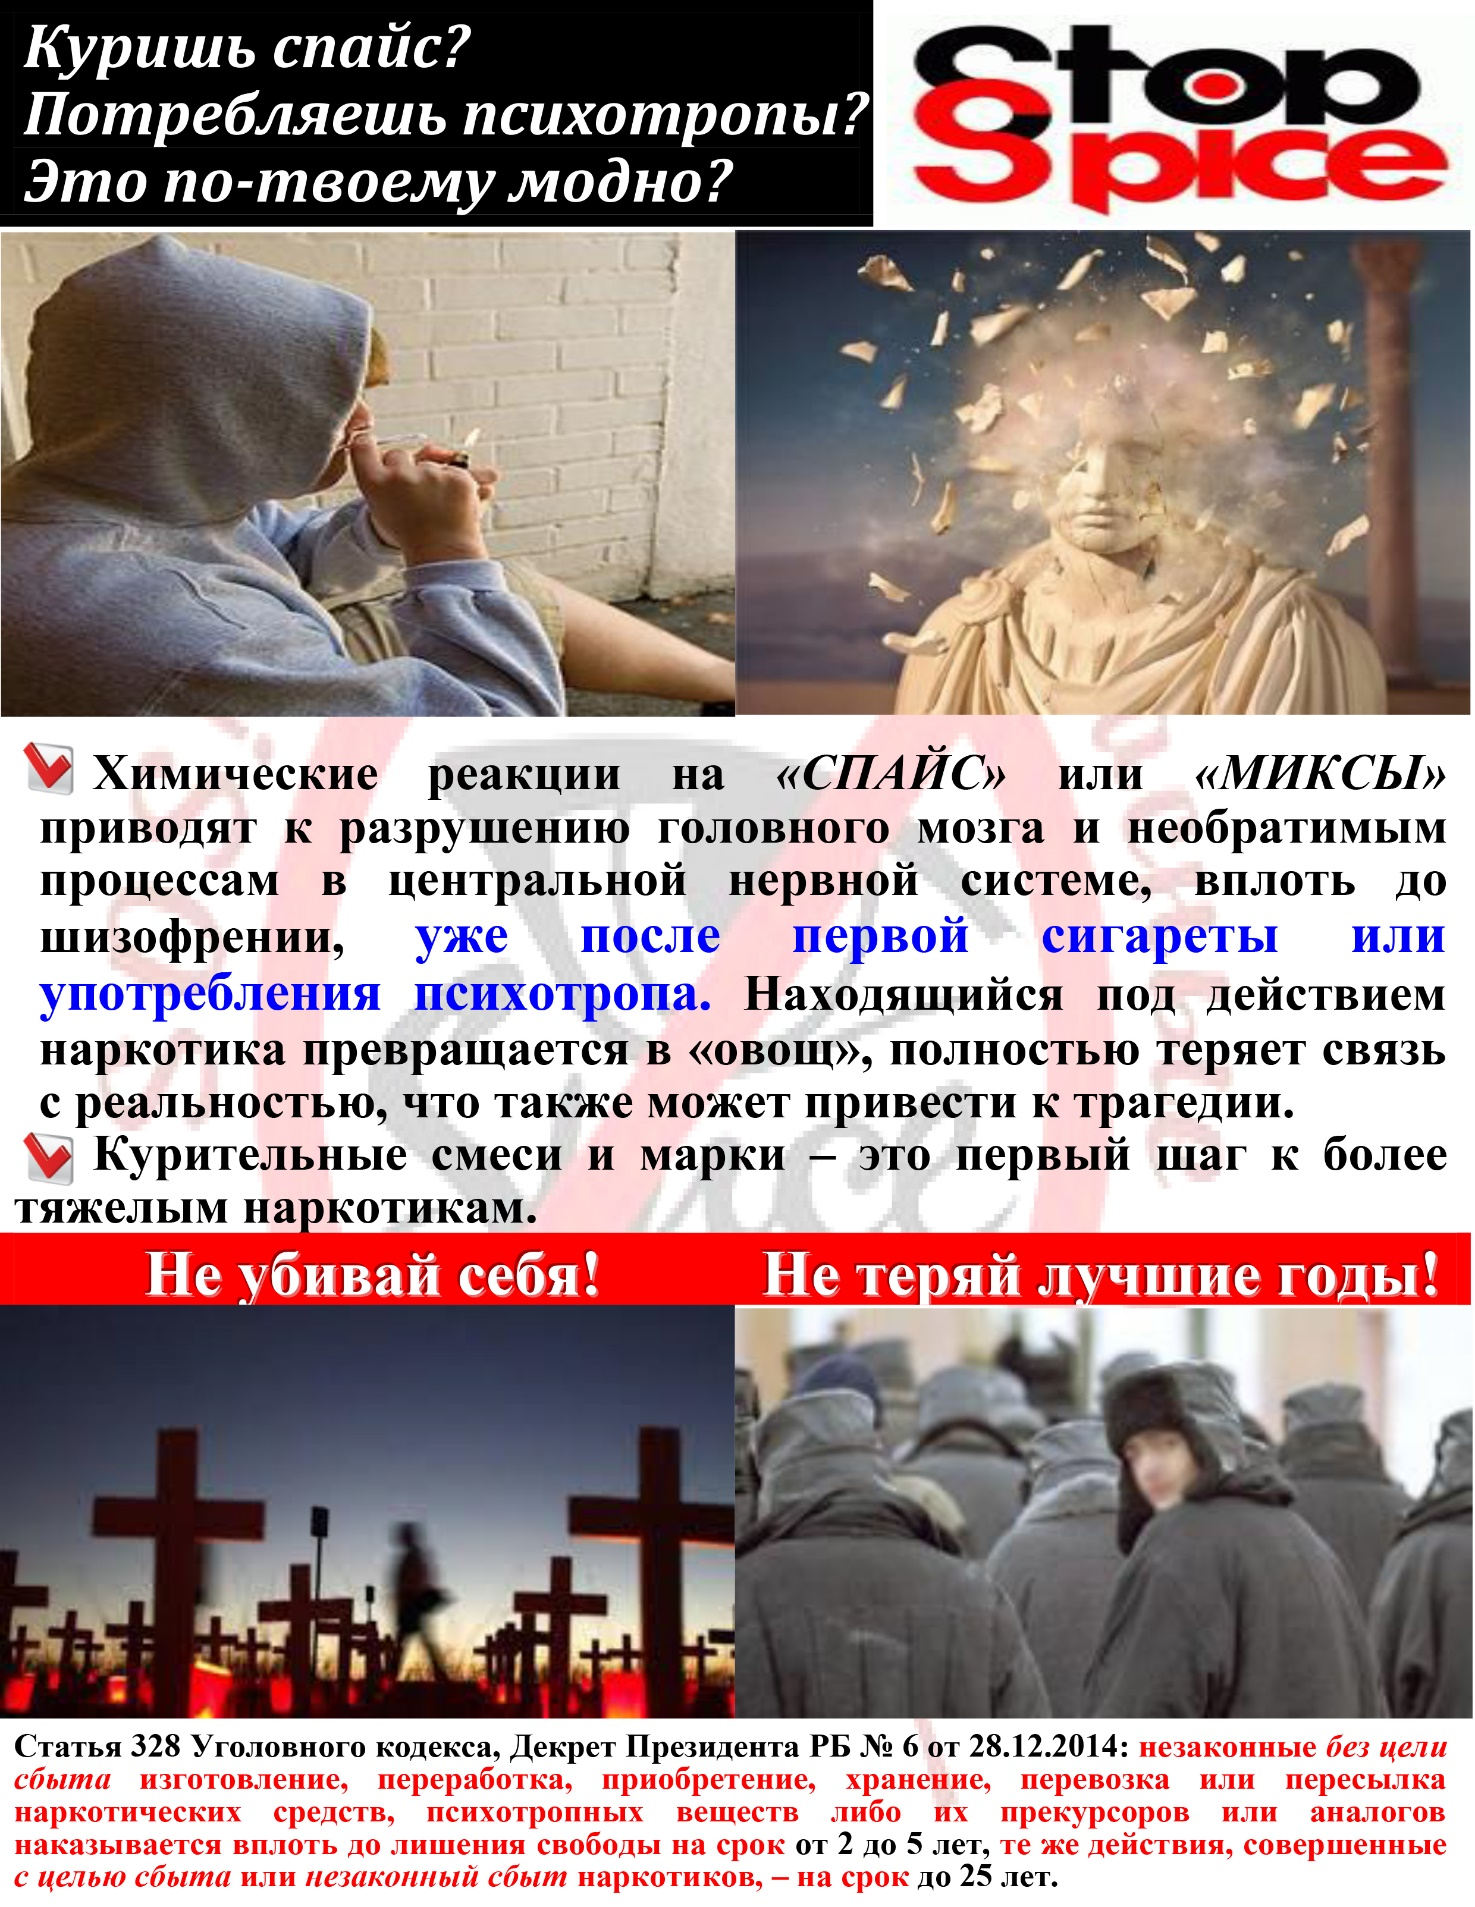 Куришь спайс?
Потребляешь психотропы?
Это по-твоему модно?
Stop
Spice
Химические реакции на «СПАЙС» или «МИКСЫ»
приводят к разрушению головного мозга и необратимым
процессам в центральной нервной системе, вплоть до
шизофрении, уже после первой сигареты или
употребления психотропа. Находящийся под действием
наркотика превращается в «овощ», полностью теряет связь
с реальностью, что также может привести к трагедии.
Курительные смеси и марки – это первый шаг к более
тяжелым наркотикам.
Не убивай себя! Не теряй лучшие годы!
Статья 328 Уголовного кодекса, Декрет Президента РБ № 6 от 28.12.2014: незаконные без цели
сбыта изготовление, переработка, приобретение, хранение, перевозка или пересылка
наркотических средств, психотропных веществ либо их прекурсоров или аналогов
наказывается вплоть до лишения свободы на срок от 2 до 5 лет, те же действия, совершенные
с целью сбыта или незаконный сбыт наркотиков, – на срок до 25 лет.